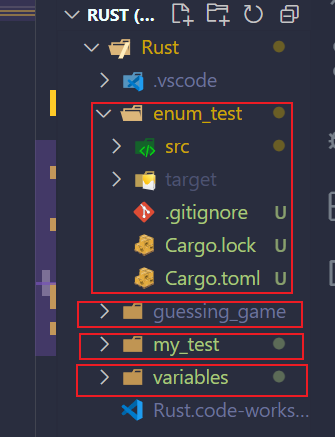 RUST (...
Rust
.vscode
enum_test
src
target
.gitignore U
Cargo.lock U
Cargo.toml U
guessing_game
my_test
variables
Rust.code-works...